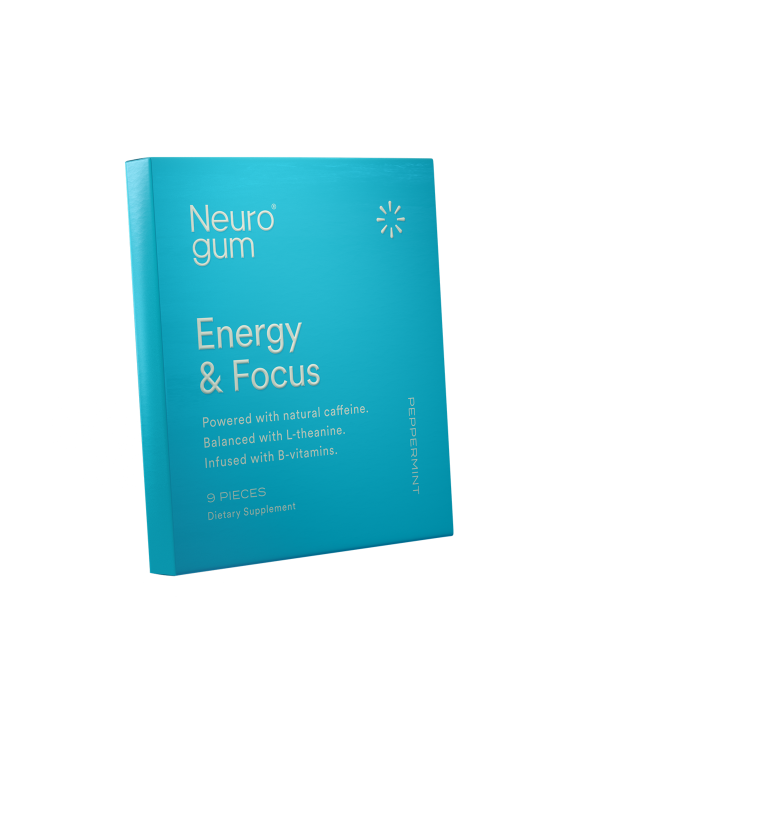 Neuro®
gum
Energy
& Focus
Powered with natural caffeine.
Balanced with L-theanine.
Infused with B-vitamins.
9 PIECES
Dietary Supplement
PEPPERMINT